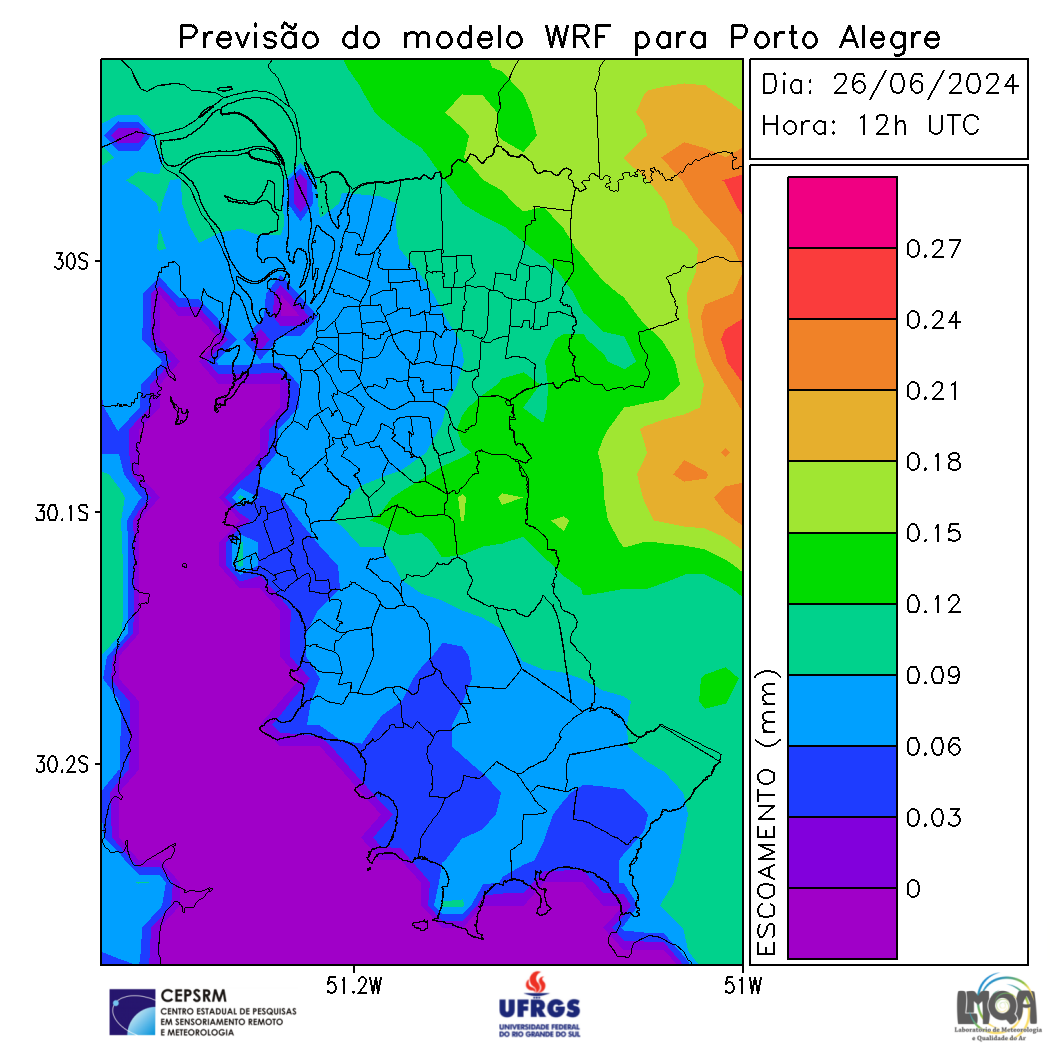 Previsão do modelo WRF para Porto Alegre
Dia: 26/06/2024
Hora: 12h UTC
30S
30.1S
30.2S
51.2W
51W
ESCOAMENTO (mm)
0.27
0.24
0.21
0.18
0.15
0.12
0.09
0.06
0.03
0
CEPSRM
CENTRO ESTADUAL DE PESQUISAS
EM SENSORIAMENTO REMOTO
E METEOROLOGIA
UFRGS
UNIVERSIDADE FEDERAL
DO RIO GRANDE DO SUL
LMQA
Laboratório de Meteorologia
e Qualidade do Ar